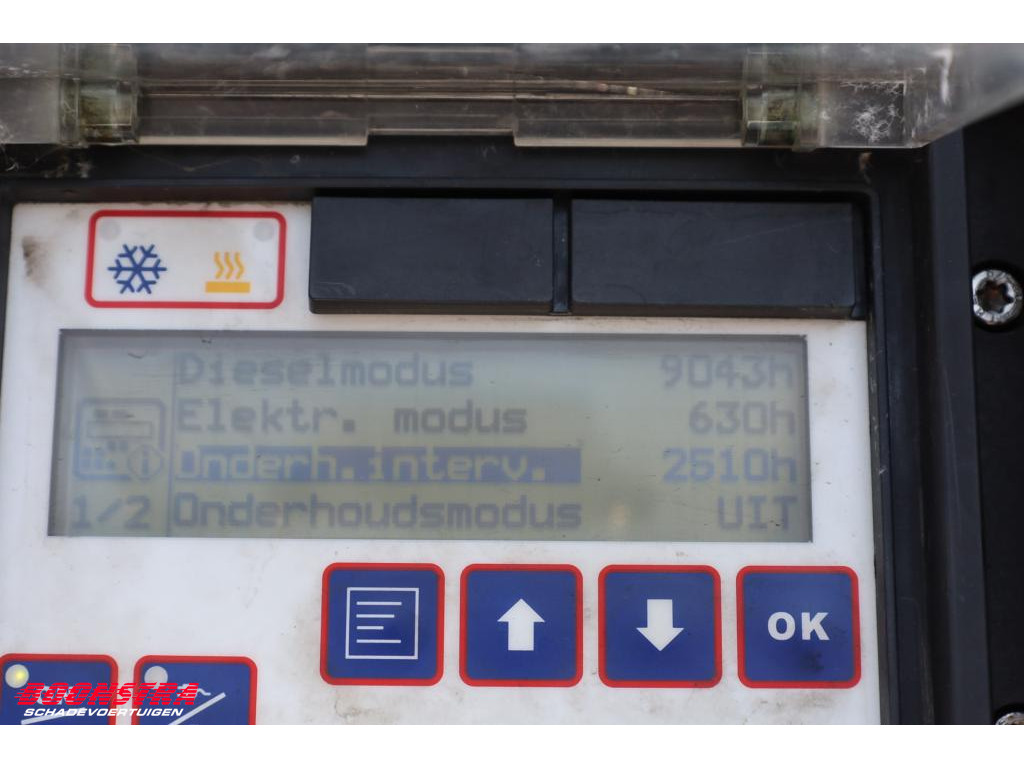 Dieselmodus 9043h
Elektr. modus 630h
Onderh.interv. 2510h
1/2 Onderhoudsmodus UIT
OK
BOONSTRA
SCHADEVOERTUIGEN